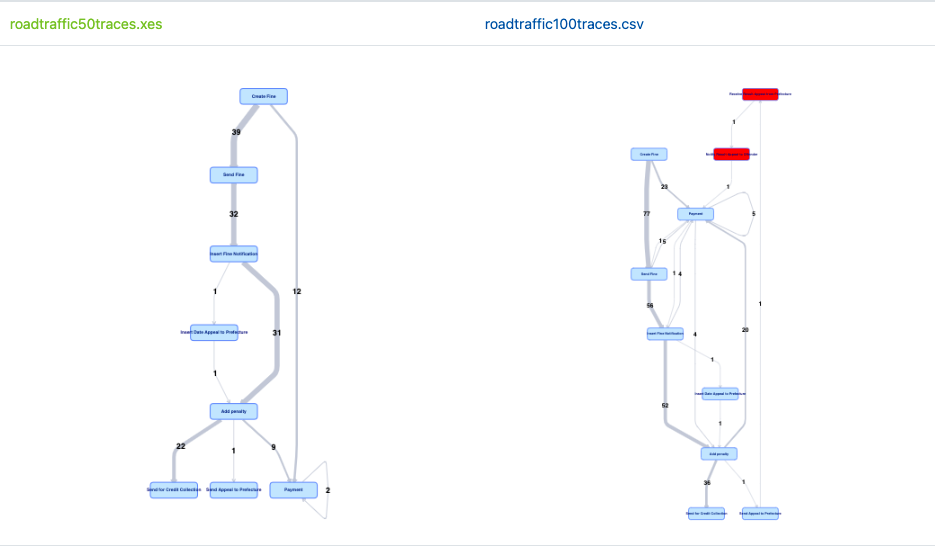 roadtraffic50traces.xes
roadtraffic100traces.csv
Create Fine
39
Send Fine
32
Insert Fine Notification
1
12
Insert Date Appeal to Prefecture
31
1
Add penalty
22
1
9
Send for Credit Collection
Send Appeal to Prefecture
Payment
2
1
Create Fine
23
1
77
Payment
5
1
6
Send Fine
1
4
56
1
Insert Fine Notification
4
20
1
Insert Date Appeal to Prefecture
52
1
Add penalty
36
1
Send for Credit Collection
Send Appeal to Prefecture